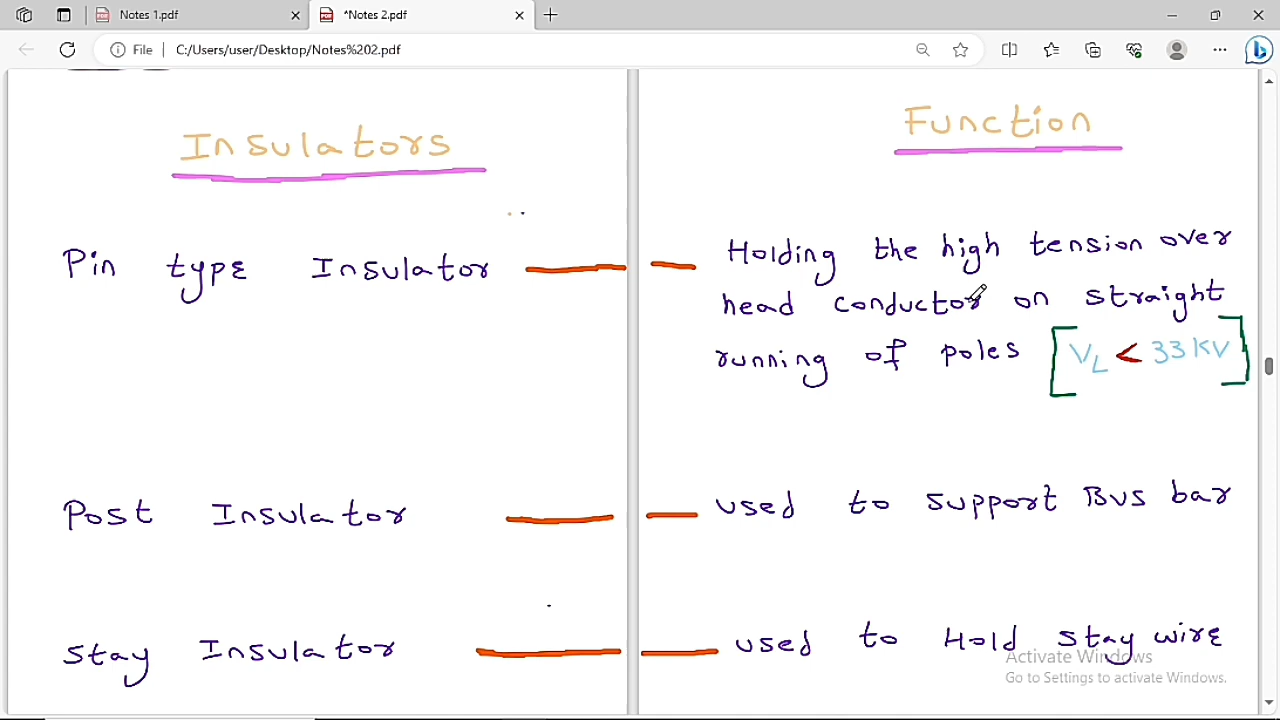 Notes 1.pdf
*Notes 2.pdf
File
C:/Users/user/Desktop/Notes%202.pdf
Insulators
Function
Pin type Insulator
Holding the high tension over
head conductor on straight
running of poles [VL < 33 KV]
Post Insulator
used to support Bus bar
Stay Insulator
used to Hold stay wire
Activate Windows
Go to Settings to activate Windows.